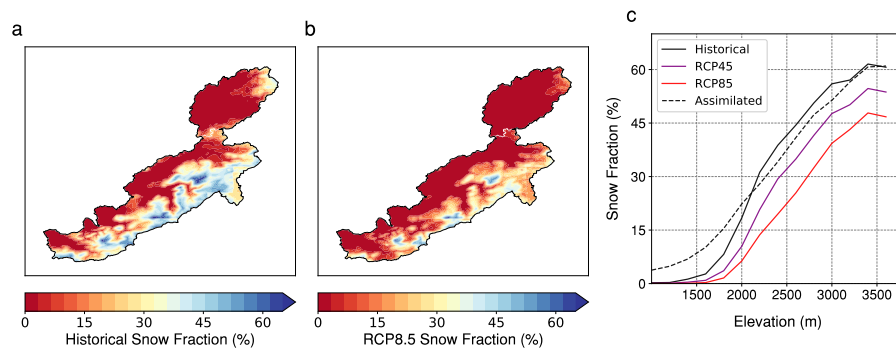 a
b
c
0 15 30 45 60
Historical Snow Fraction (%)
0 15 30 45 60
RCP8.5 Snow Fraction (%)
Snow Fraction (%)
60
45
30
15
0
Historical
RCP45
RCP85
Assimilated
1500 2000 2500 3000 3500
Elevation (m)